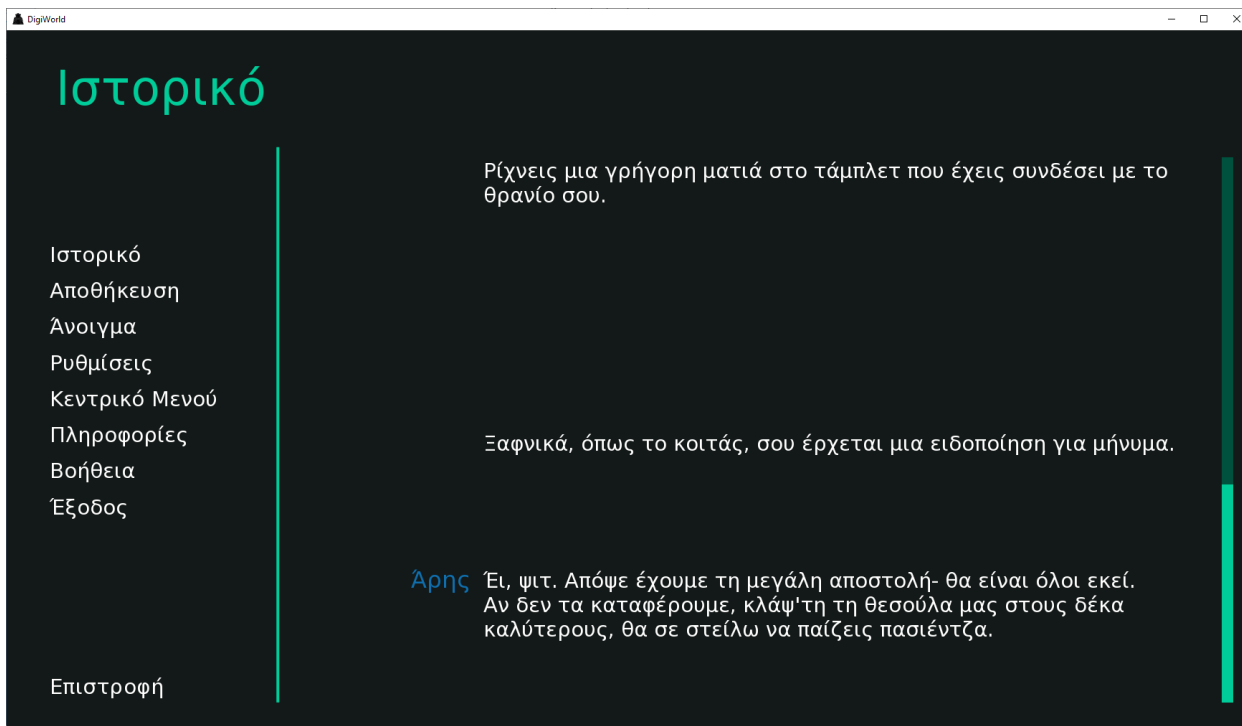 DigiWorld
Ιστορικό
Ρίχνεις μια γρήγορη ματιά στο τάμπλετ που έχεις συνδέσει με το
θρανίο σου.
Ιστορικό
Αποθήκευση
Άνοιγμα
Ρυθμίσεις
Κεντρικό Μενού
Πληροφορίες
Βοήθεια
Έξοδος
Ξαφνικά, όπως το κοιτάς, σου έρχεται μια ειδοποίηση για μήνυμα.
Άρης Έι, ψιτ. Απόψε έχουμε τη μεγάλη αποστολή- θα είναι όλοι εκεί.
Αν δεν τα καταφέρουμε, κλάψ'τη τη θεσούλα μας στους δέκα
καλύτερους, θα σε στείλω να παίζεις πασιέντζα.
Επιστροφή